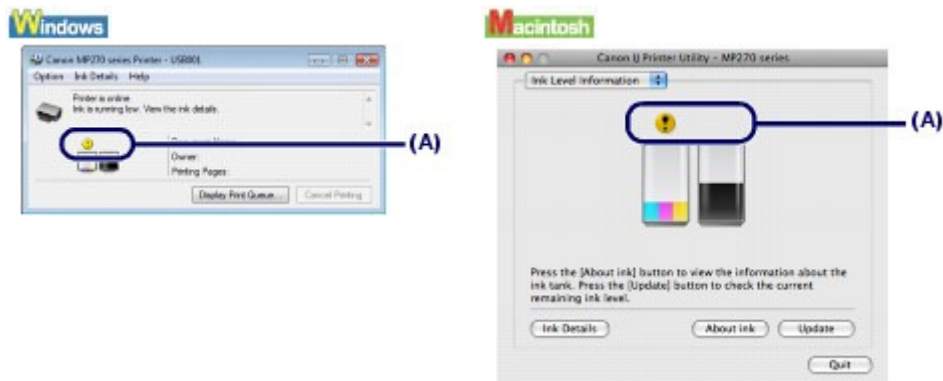 Windows
Canon MP270 series Printer - USB001
Option Ink Details Help
Printer is online
Ink is running low. View the ink details.
(A)
Document Name:
Owner:
Printing Pages:
Display Print Queue... Cancel Printing
Macintosh
Canon IJ Printer Utility - MP270 series
Ink Level Information
(A)
Press the [About ink] button to view the information about the
ink tank. Press the [Update] button to check the current
remaining ink level.
Ink Details About ink Update
Quit